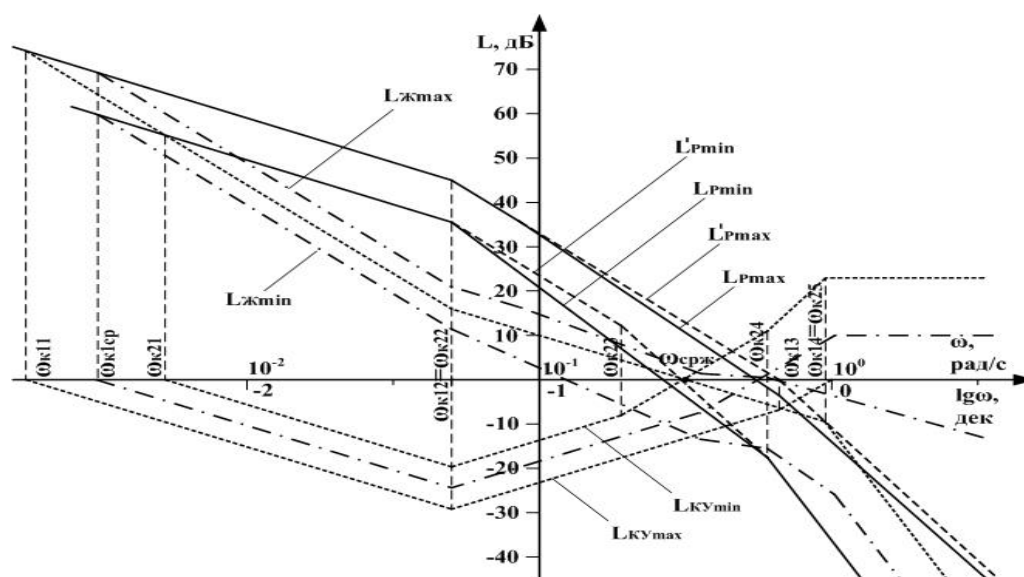 L, дБ
70
60
50
40
30
20
10
-10
-20
-30
-40
Lжmax
Lжmin
L'Pmin
LPmin
L'Pmax
LPmax
LКУmin
LКУmax
ωк11
ωк1ср
ωк21
ωк12=ωк22
ωк23
ωсрж
ωк24
ωк13
ωк14=ωк25
10⁻²
-2
10⁻¹
-1
10⁰
0
ω,
рад/с
lgω,
дек